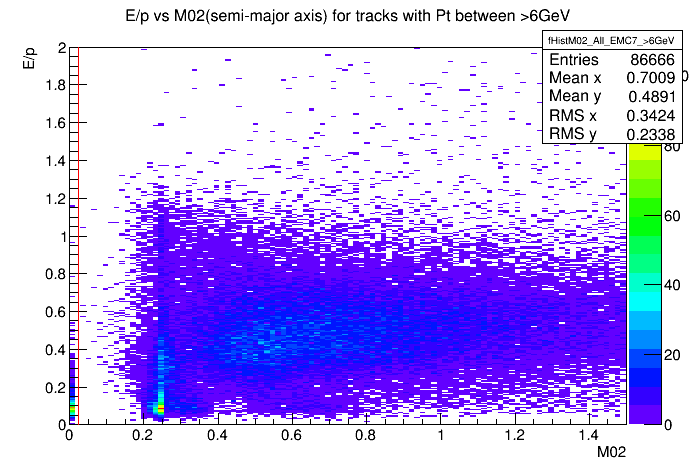 E/p vs M02(semi-major axis) for tracks with Pt between >6GeV
fHistM02_All_EMC7_>6GeV
Entries 86666
Mean x 0.7009
Mean y 0.4891
RMS x 0.3424
RMS y 0.2338
E/p
2
1.8
1.6
1.4
1.2
1
0.8
0.6
0.4
0.2
0
0 0.2 0.4 0.6 0.8 1 1.2 1.4
M02
80
60
40
20
0